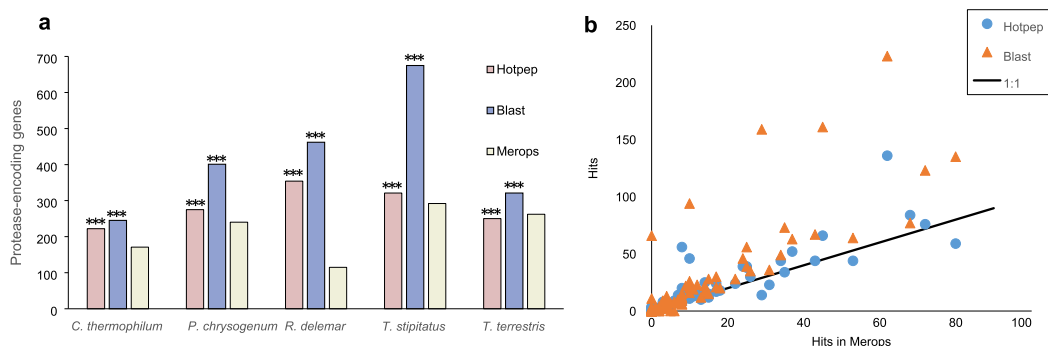 a
Protease-encoding genes
700
600
500
400
300
200
100
0
*** ***
*** ***
*** ***
*** ***
*** ***
Hotpep
Blast
Merops
C. thermophilum
P. chrysogenum
R. delemar
T. stipitatus
T. terrestris
b
Hits
250
200
150
100
50
0
0
20
40
60
80
100
Hits in Merops
Hotpep
Blast
1:1